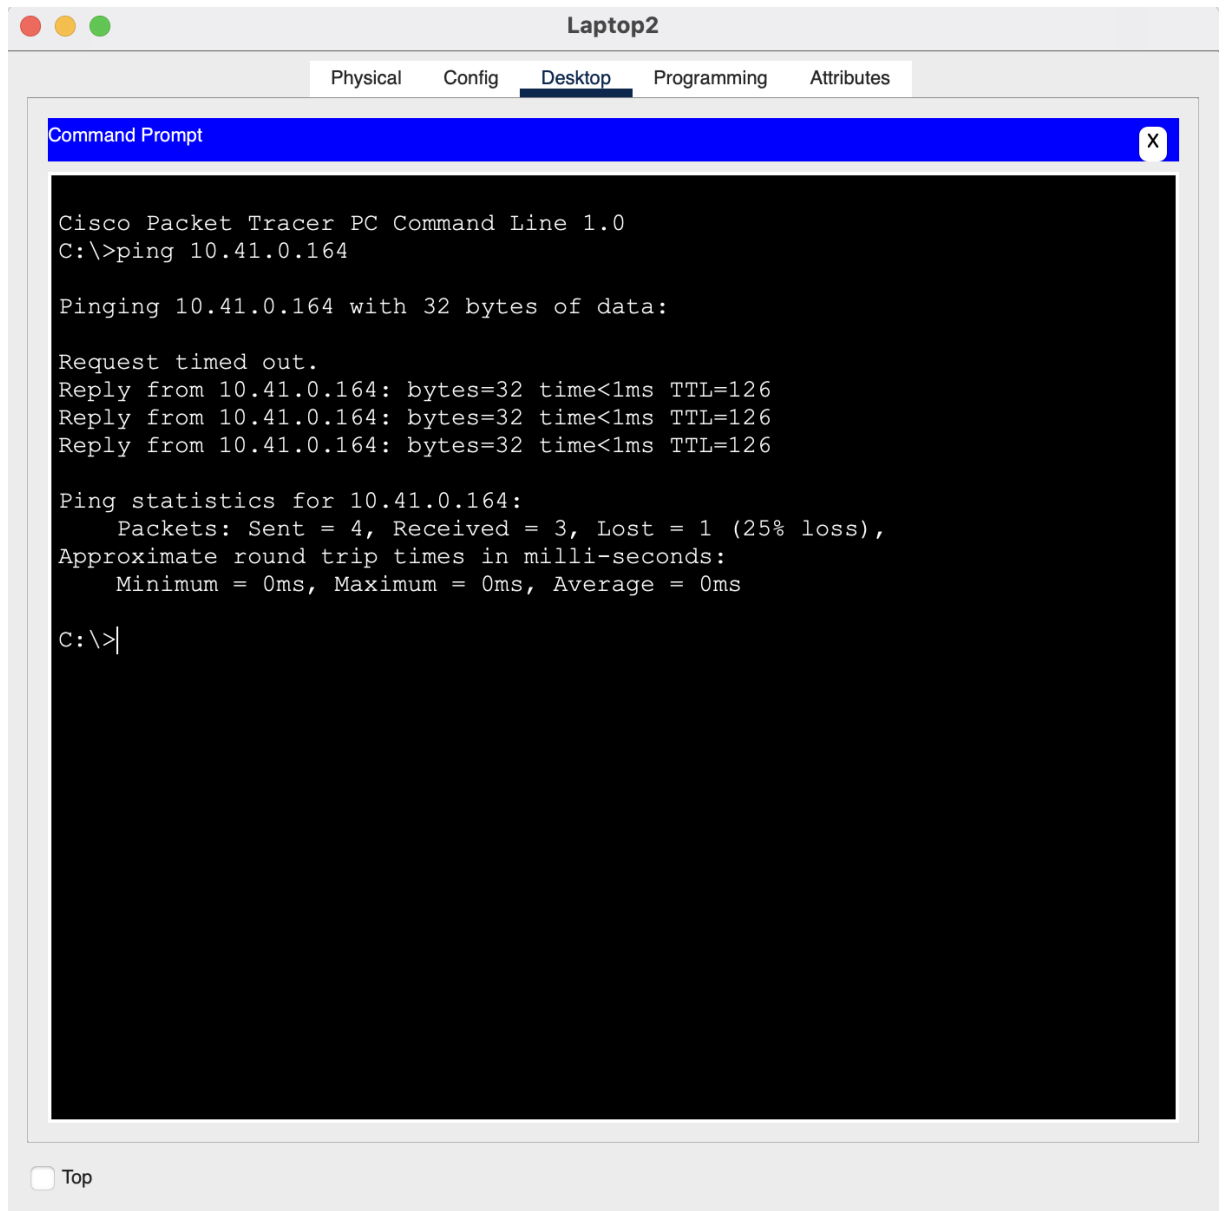 Laptop2
Physical Config Desktop Programming Attributes
Command Prompt
X
Cisco Packet Tracer PC Command Line 1.0
C:\>ping 10.41.0.164
Pinging 10.41.0.164 with 32 bytes of data:
Request timed out.
Reply from 10.41.0.164: bytes=32 time<1ms TTL=126
Reply from 10.41.0.164: bytes=32 time<1ms TTL=126
Reply from 10.41.0.164: bytes=32 time<1ms TTL=126
Ping statistics for 10.41.0.164:
    Packets: Sent = 4, Received = 3, Lost = 1 (25% loss),
Approximate round trip times in milli-seconds:
    Minimum = 0ms, Maximum = 0ms, Average = 0ms
C:\>
Top